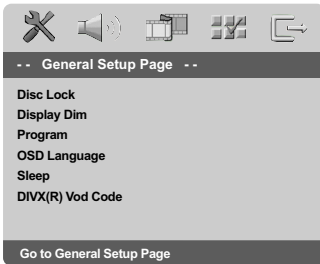 - -  General Setup Page  - -
Disc Lock
Display Dim
Program
OSD Language
Sleep
DIVX(R) Vod Code
Go to General Setup Page